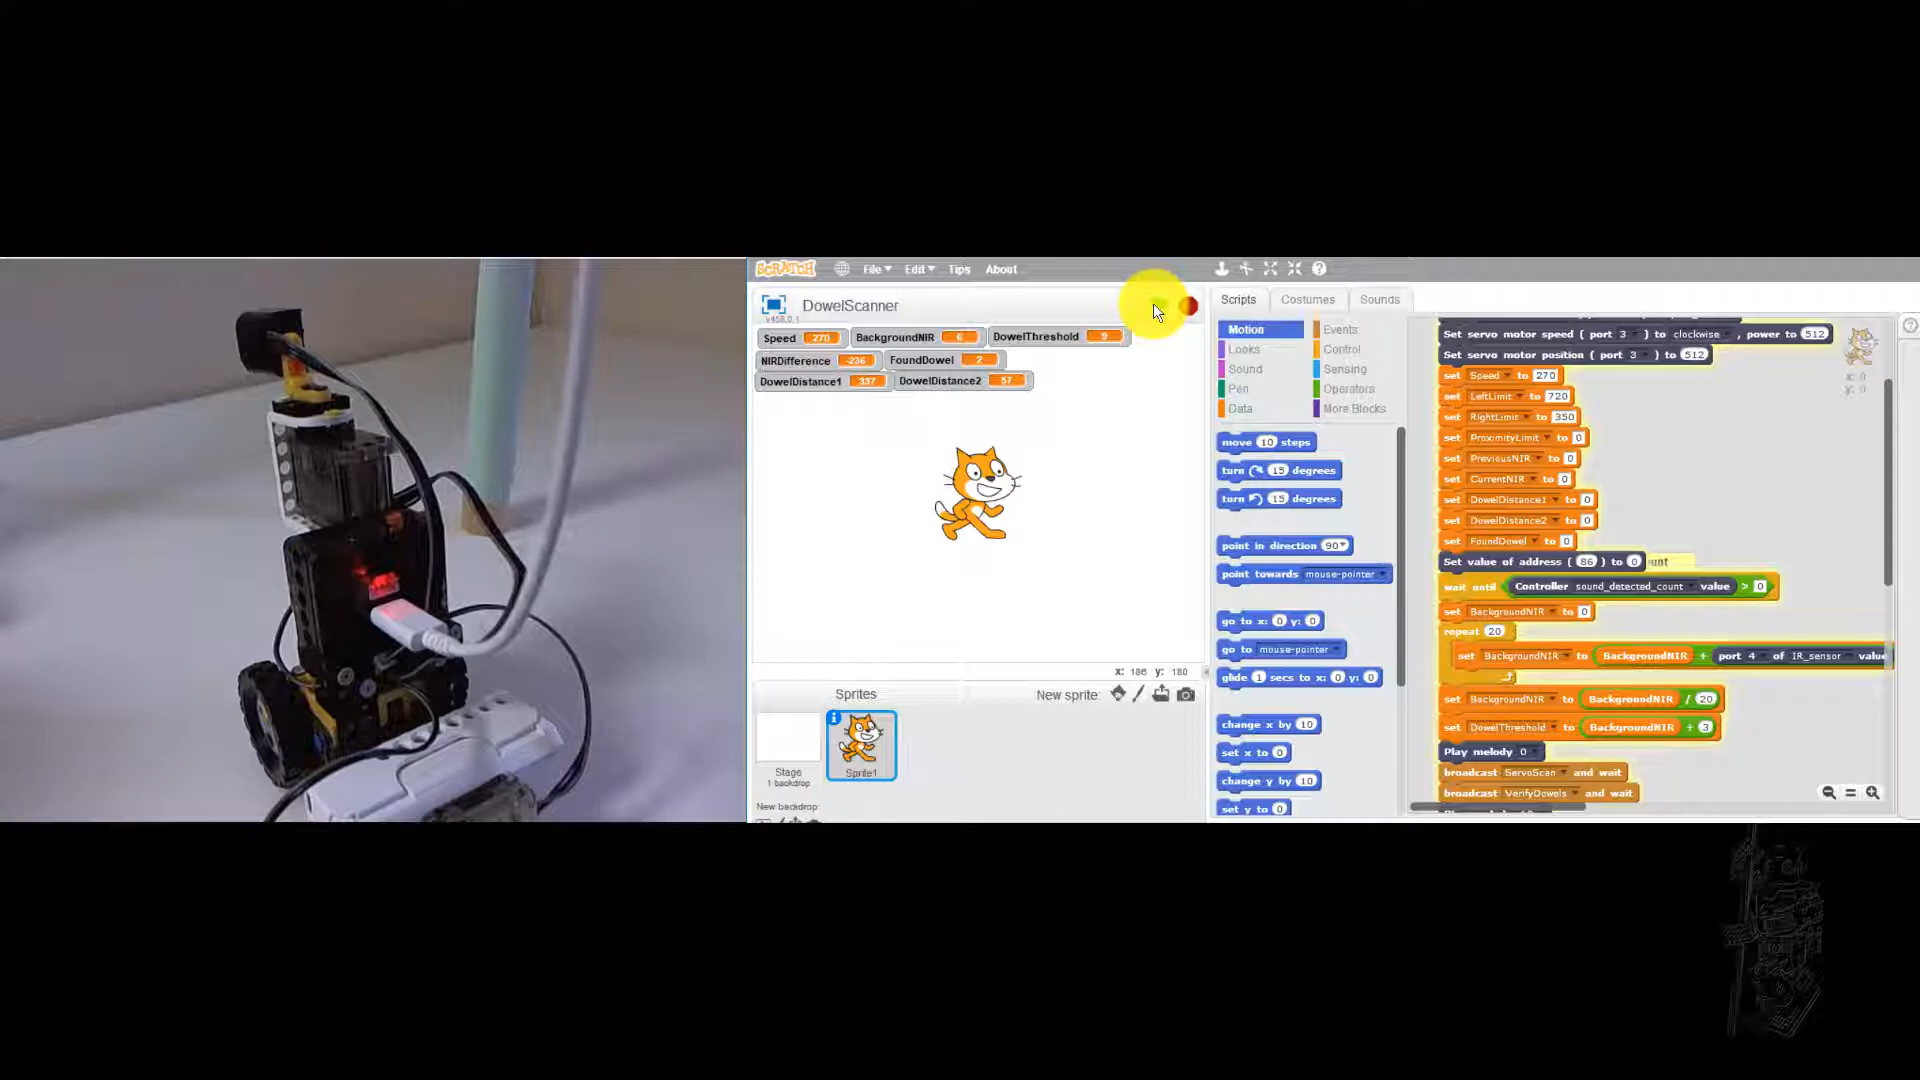 SCRATCH File Edit Tips About
DowelScanner
v458.0.1
Speed 270 BackgroundNIR 6 DowelThreshold 9
NIRDifference -236 FoundDowel 2
DowelDistance1 337 DowelDistance2 57
x: 186 y: 180
Sprites New sprite:
Stage
1 backdrop
Sprite1
New backdrop:
Scripts Costumes Sounds
Motion Events
Looks Control
Sound Sensing
Pen Operators
Data More Blocks
move 10 steps
turn 15 degrees
turn 15 degrees
point in direction 90
point towards mouse-pointer
go to x: 0 y: 0
go to mouse-pointer
glide 1 secs to x: 0 y: 0
change x by 10
set x to 0
change y by 10
set y to 0
Set servo motor speed ( port 3 ) to clockwise , power to 512
Set servo motor position ( port 3 ) to 512
set Speed to 270
set LeftLimit to 720
set RightLimit to 350
set ProximityLimit to 0
set PreviousNIR to 0
set CurrentNIR to 0
set DowelDistance1 to 0
set DowelDistance2 to 0
set FoundDowel to 0
Set value of address ( 86 ) to 0 unt
wait until Controller sound_detected_count value > 0
set BackgroundNIR to 0
repeat 20
set BackgroundNIR to BackgroundNIR + port 4 of IR_sensor value
set BackgroundNIR to BackgroundNIR / 20
set DowelThreshold to BackgroundNIR + 3
Play melody 0
broadcast ServoScan and wait
broadcast VerifyDowels and wait
x: 0
y: 0